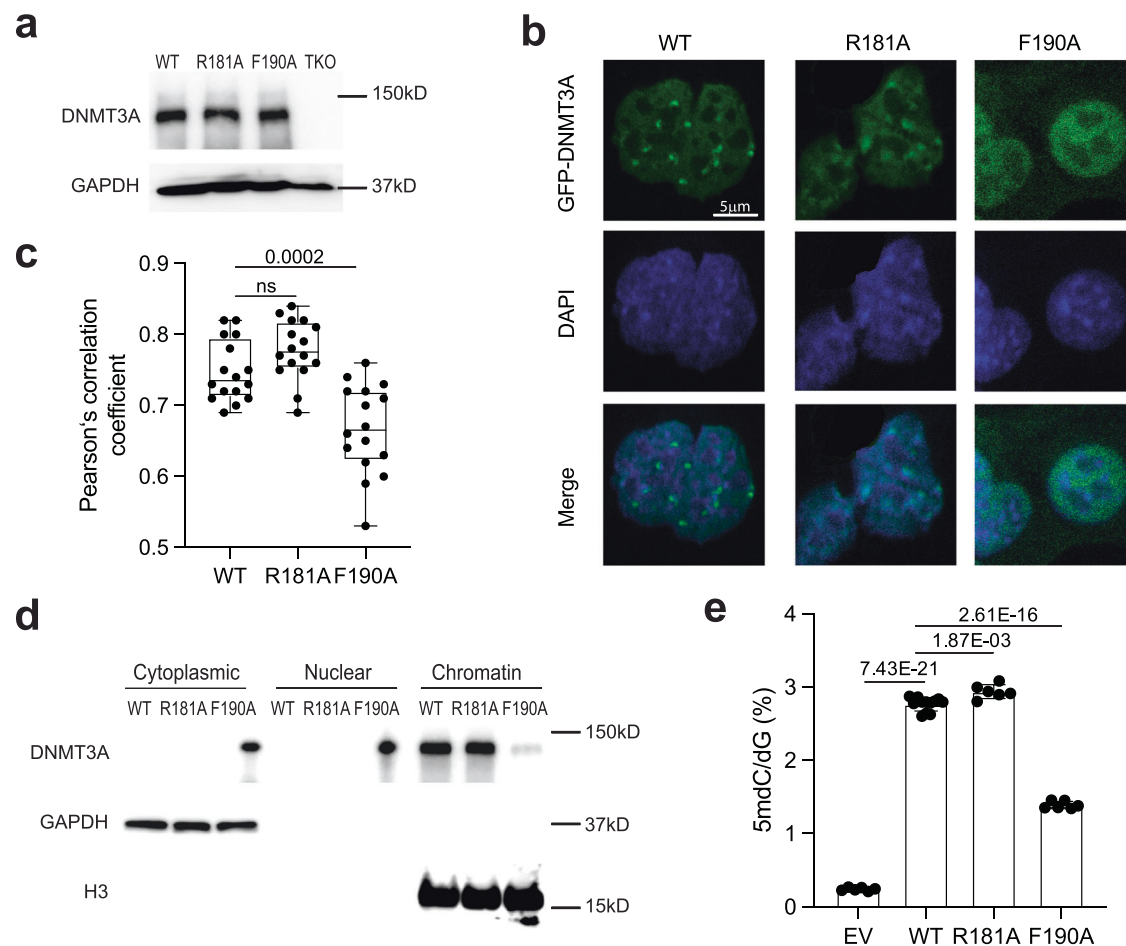 a
WT R181A F190A TKO
DNMT3A
150kD
GAPDH
37kD
b
WT R181A F190A
GFP-DNMT3A
5μm
DAPI
Merge
c
Pearson's correlation
coefficient
0.9
0.8
0.7
0.6
0.5
0.0002
ns
WT R181A F190A
d
Cytoplasmic Nuclear Chromatin
WT R181A F190A WT R181A F190A WT R181A F190A
DNMT3A
150kD
GAPDH
37kD
H3
15kD
e
5mdC/dG (%)
4
3
2
1
0
2.61E-16
1.87E-03
7.43E-21
EV WT R181A F190A